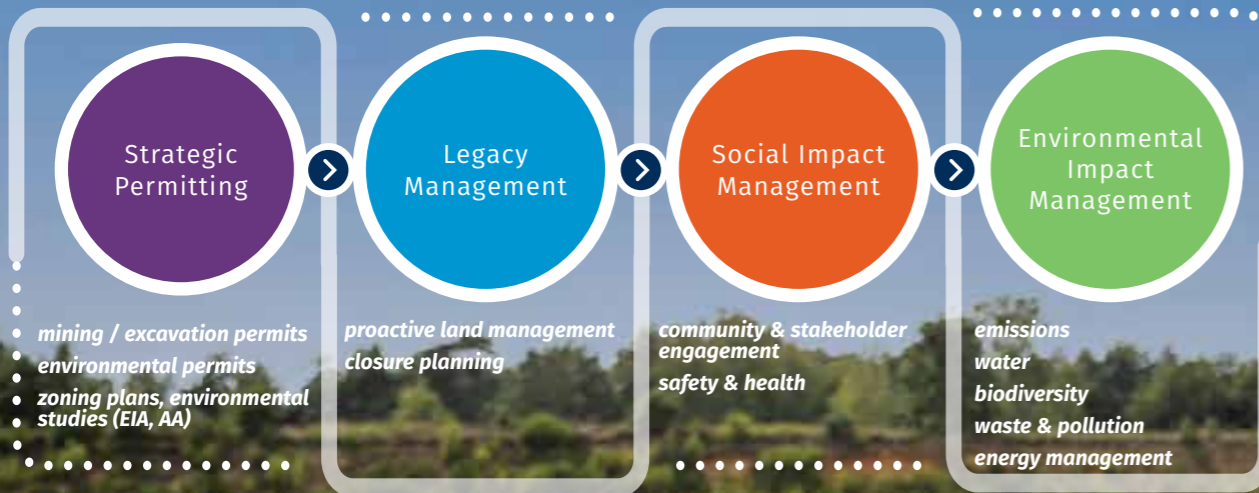 Strategic
Permitting
mining / excavation permits
environmental permits
zoning plans, environmental
studies (EIA, AA)
Legacy
Management
proactive land management
closure planning
Social Impact
Management
community & stakeholder
engagement
safety & health
Environmental
Impact
Management
emissions
water
biodiversity
waste & pollution
energy management